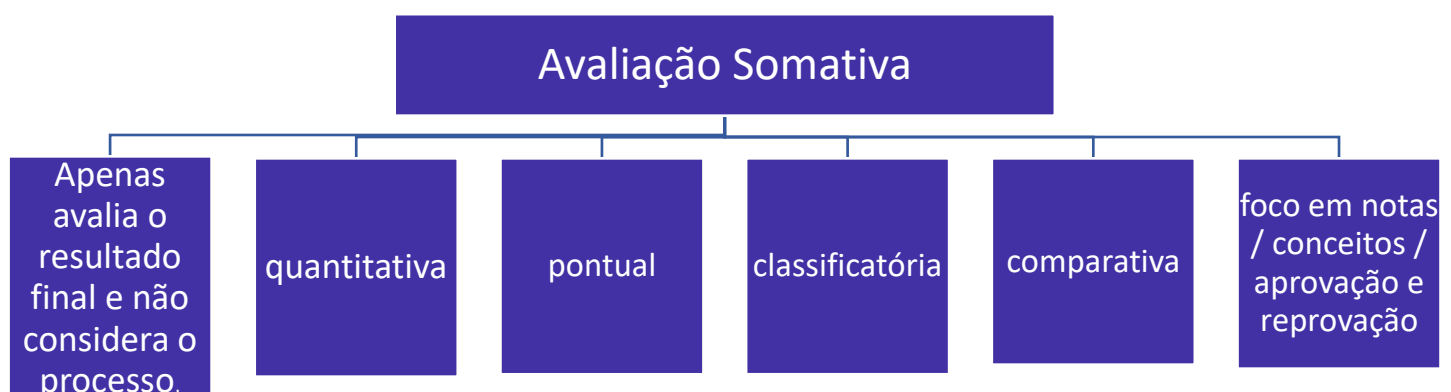 Avaliação Somativa
Apenas
avalia o
resultado
final e não
considera o
processo.
quantitativa
pontual
classificatória
comparativa
foco em notas
/ conceitos /
aprovação e
reprovação